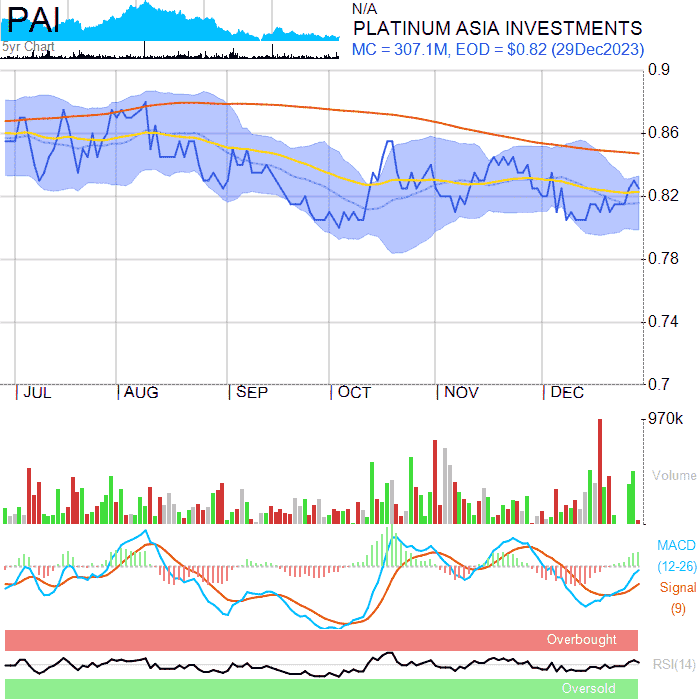 PAI
5yr Chart
N/A
PLATINUM ASIA INVESTMENTS
MC = 307.1M, EOD = $0.82 (29Dec2023)
0.9
0.86
0.82
0.78
0.74
0.7
JUL AUG SEP OCT NOV DEC
970k
Volume
MACD
(12-26)
Signal
(9)
Overbought
RSI(14)
Oversold